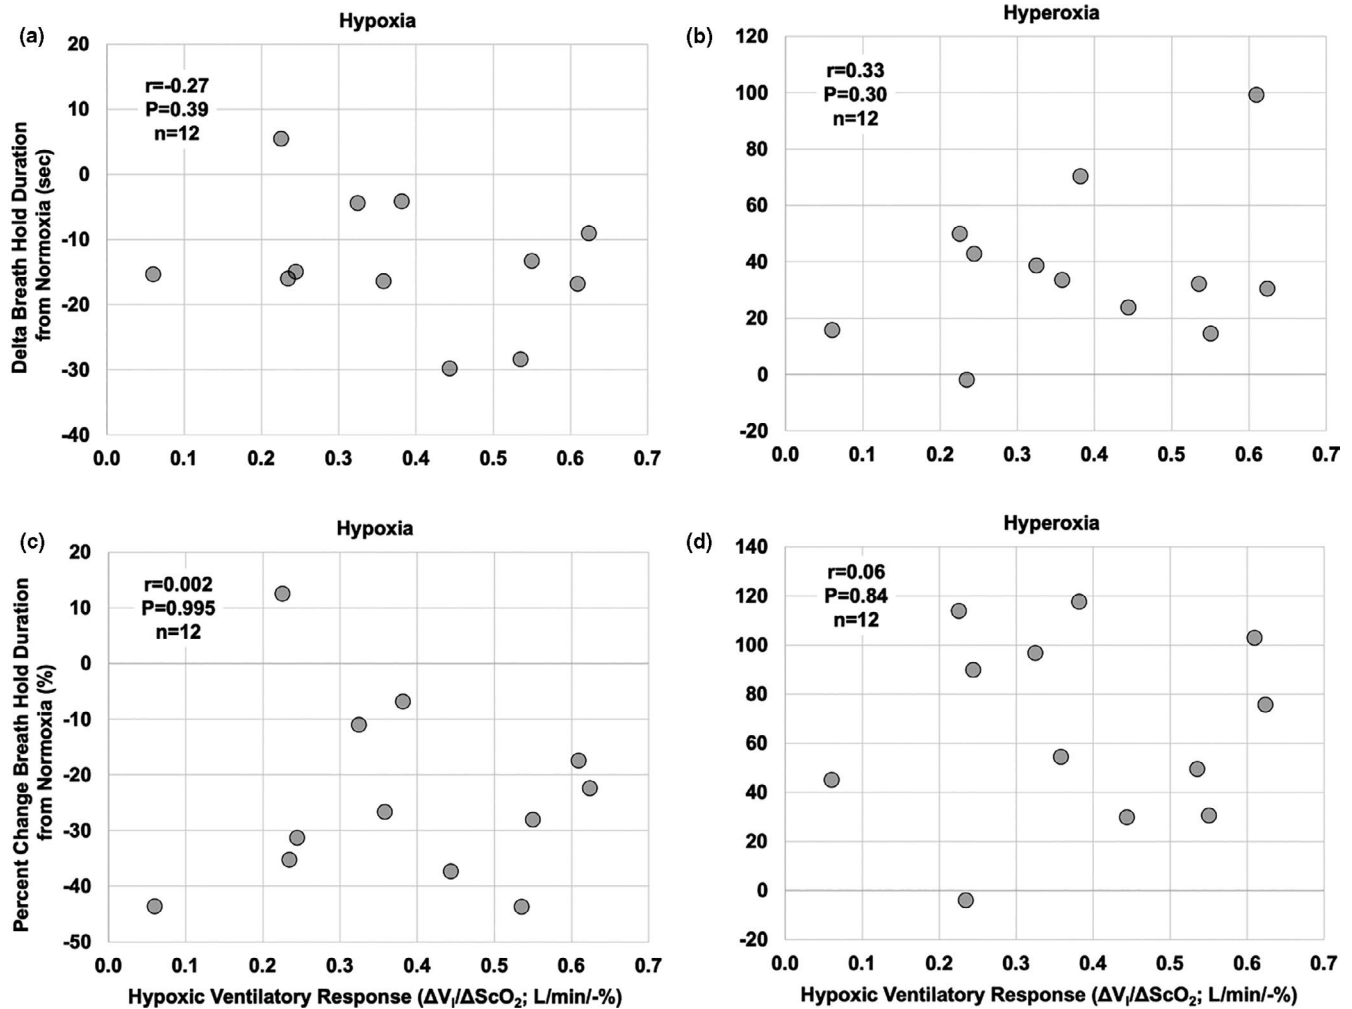 (a)
Hypoxia
20
10
0
-10
-20
-30
-40
r=-0.27
P=0.39
n=12
Delta Breath Hold Duration
from Normoxia (sec)
0.0 0.1 0.2 0.3 0.4 0.5 0.6 0.7
(b)
Hyperoxia
120
100
80
60
40
20
0
-20
r=0.33
P=0.30
n=12
0.0 0.1 0.2 0.3 0.4 0.5 0.6 0.7
(c)
Hypoxia
20
10
0
-10
-20
-30
-40
-50
r=0.002
P=0.995
n=12
Percent Change Breath Hold Duration
from Normoxia (%)
0.0 0.1 0.2 0.3 0.4 0.5 0.6 0.7
Hypoxic Ventilatory Response (ΔVI/ΔScO2; L/min/-%)
(d)
Hyperoxia
140
120
100
80
60
40
20
0
-20
r=0.06
P=0.84
n=12
0.0 0.1 0.2 0.3 0.4 0.5 0.6 0.7
Hypoxic Ventilatory Response (ΔVI/ΔScO2; L/min/-%)